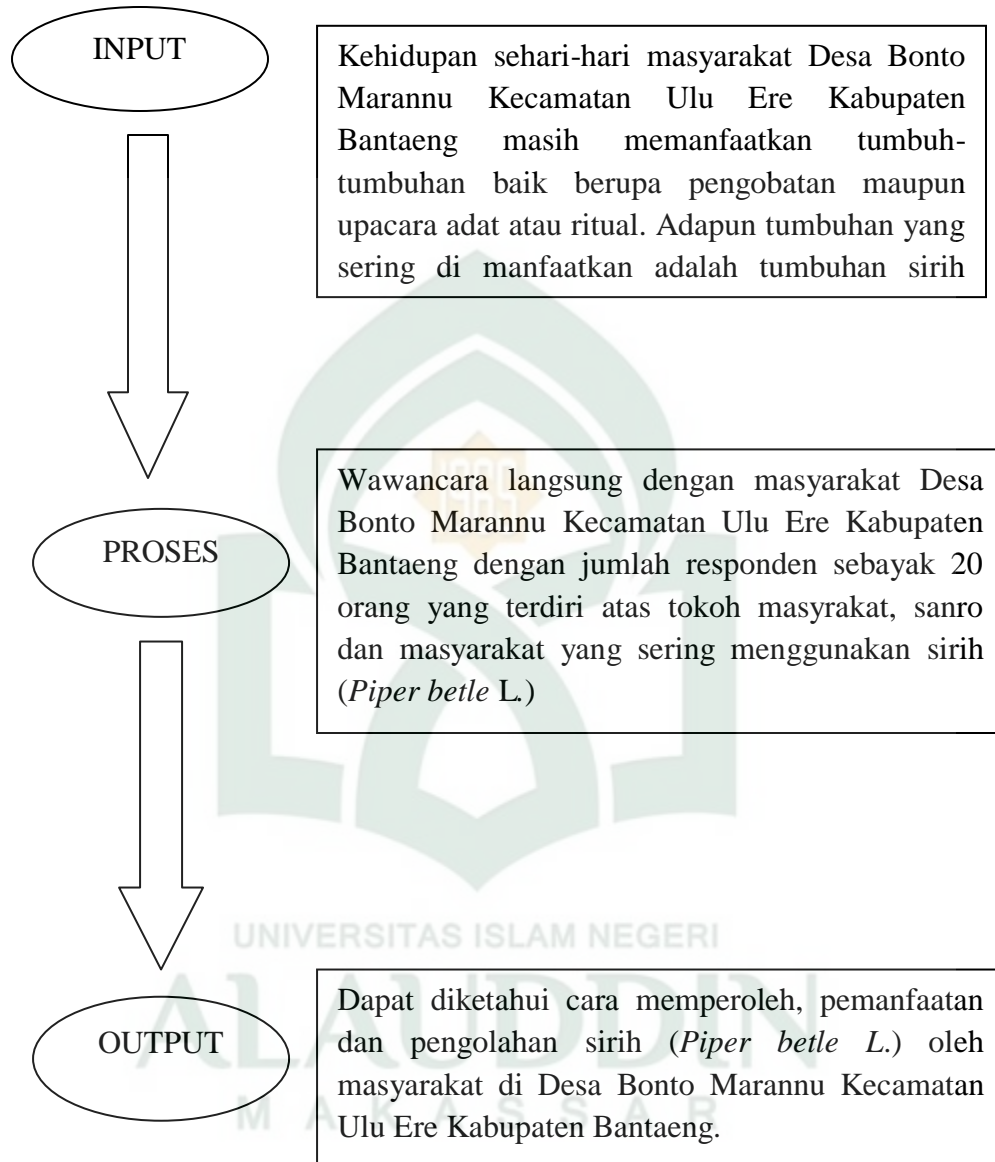 INPUT
Kehidupan sehari-hari masyarakat Desa Bonto
Marannu Kecamatan Ulu Ere Kabupaten
Bantaeng masih memanfaatkan tumbuh-
tumbuhan baik berupa pengobatan maupun
upacara adat atau ritual. Adapun tumbuhan yang
sering di manfaatkan adalah tumbuhan sirih
1965
PROSES
Wawancara langsung dengan masyarakat Desa
Bonto Marannu Kecamatan Ulu Ere Kabupaten
Bantaeng dengan jumlah responden sebayak 20
orang yang terdiri atas tokoh masyrakat, sanro
dan masyarakat yang sering menggunakan sirih
(Piper betle L.)
UNIVERSITAS ISLAM NEGERI
ALAUDDIN
MAKASSAR
OUTPUT
Dapat diketahui cara memperoleh, pemanfaatan
dan pengolahan sirih (Piper betle L.) oleh
masyarakat di Desa Bonto Marannu Kecamatan
Ulu Ere Kabupaten Bantaeng.